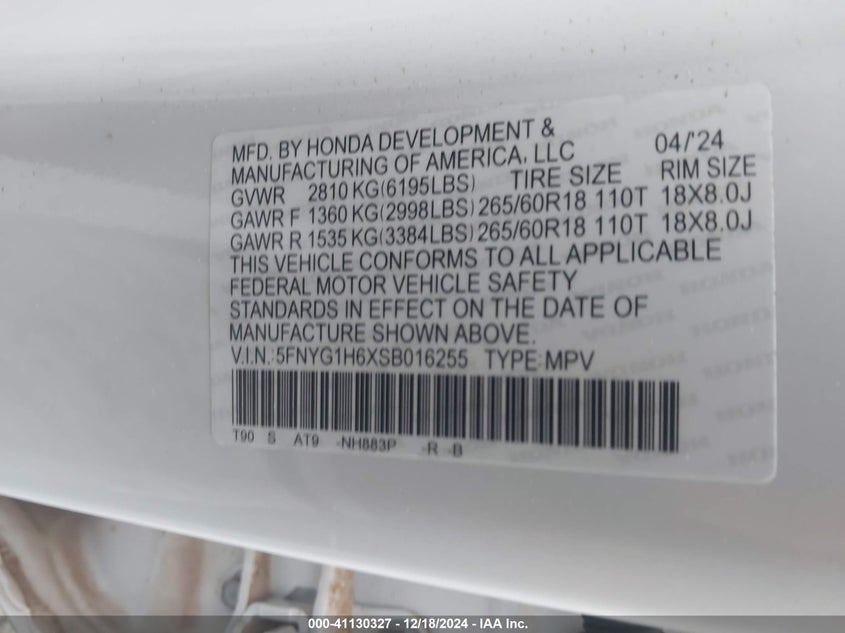 MFD. BY HONDA DEVELOPMENT & MANUFACTURING OF AMERICA, LLC 04/'24
GVWR 2810 KG(6195LBS) TIRE SIZE RIM SIZE
GAWR F 1360 KG(2998LBS) 265/60R18 110T 18X8.0J
GAWR R 1535 KG(3384LBS) 265/60R18 110T 18X8.0J
THIS VEHICLE CONFORMS TO ALL APPLICABLE
FEDERAL MOTOR VEHICLE SAFETY
STANDARDS IN EFFECT ON THE DATE OF
MANUFACTURE SHOWN ABOVE.
V.I.N.:5FNYG1H6XSB016255 TYPE:MPV
T90 S AT9 -NH883P -R -B
000-41130327 - 12/18/2024 - IAA Inc.